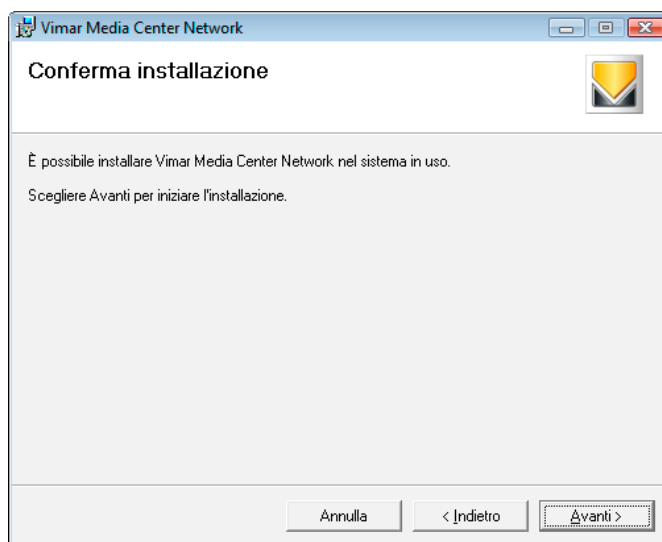 Vimar Media Center Network
Conferma installazione
È possibile installare Vimar Media Center Network nel sistema in uso.
Scegliere Avanti per iniziare l'installazione.
Annulla
< Indietro
Avanti >